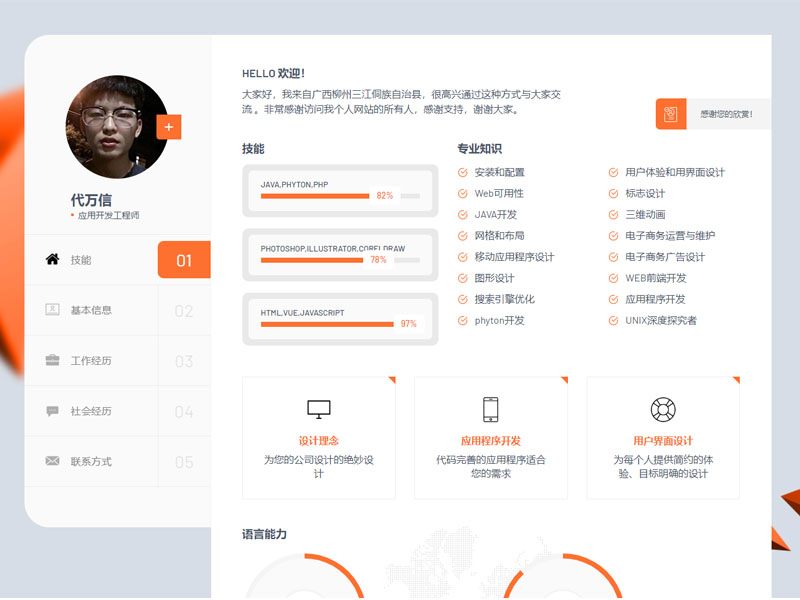 代万信
应用开发工程师
技能
01
基本信息
02
工作经历
03
社会经历
04
联系方式
05
HELLO 欢迎!
大家好，我来自广西柳州三江侗族自治县，很高兴通过这种方式与大家交
流 。非常感谢访问我个人网站的所有人，感谢支持，谢谢大家。
感谢您的欣赏!
技能
JAVA,PHYTON,PHP
82%
PHOTOSHOP,ILLUSTRATOR,CORELDRAW
78%
HTML,VUE,JAVASCRIPT
97%
专业知识
安装和配置
Web可用性
JAVA开发
网格和布局
移动应用程序设计
图形设计
搜索引擎优化
phyton开发
用户体验和用界面设计
标志设计
三维动画
电子商务运营与维护
电子商务广告设计
WEB前端开发
应用程序开发
UNIX深度探究者
设计理念
为您的公司设计的绝妙设
计
应用程序开发
代码完善的应用程序适合
您的需求
用户界面设计
为每个人提供简约的体
验、目标明确的设计
语言能力